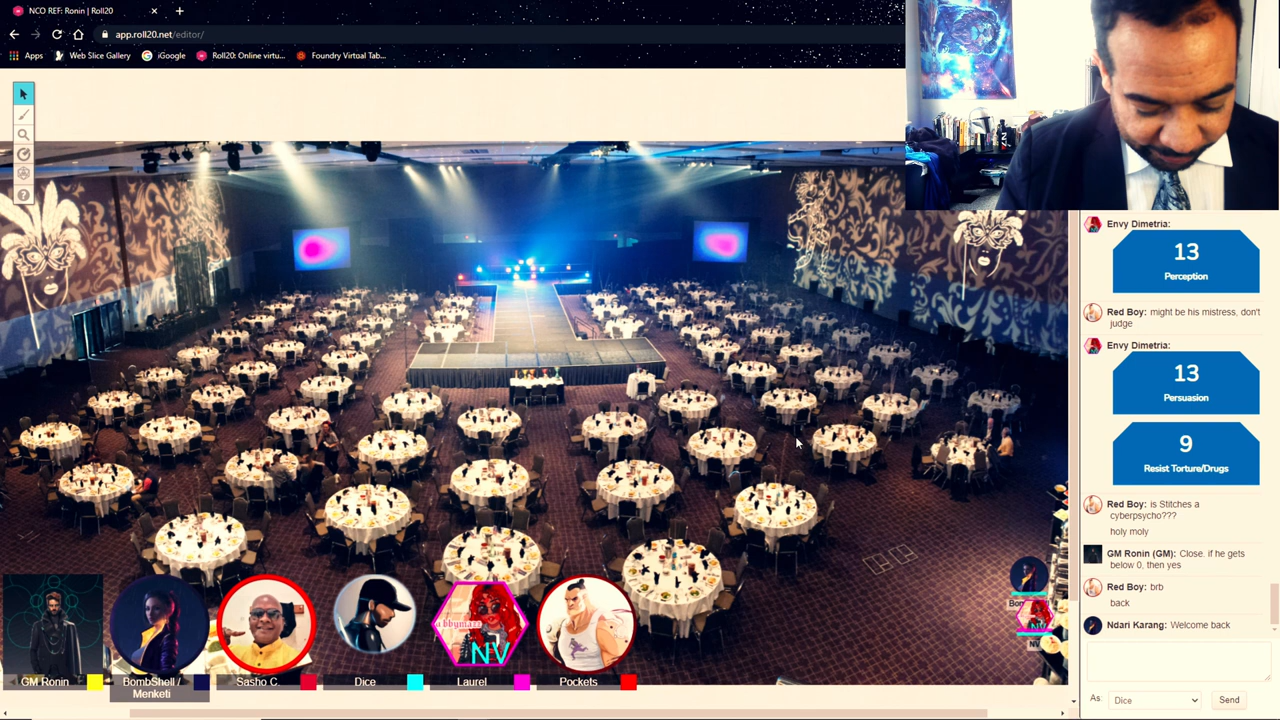 NCO REF: Ronin | Roll20
app.roll20.net/editor/
Apps
Web Slice Gallery
iGoogle
Roll20: Online virtu...
Foundry Virtual Tab...
Envy Dimetria:
13
Perception
Red Boy: might be his mistress, don't
judge
Envy Dimetria:
13
Persuasion
9
Resist Torture/Drugs
Red Boy: is Stitches a
cyberpsycho???
holy moly
GM Ronin (GM): Close. if he gets
below 0, then yes
Red Boy: brb
back
Ndari Karang: Welcome back
As:
Dice
Send
NV
NV
GM Ronin
BombShell /
Menketi
Sasho C.
Dice
Laurel
Pockets